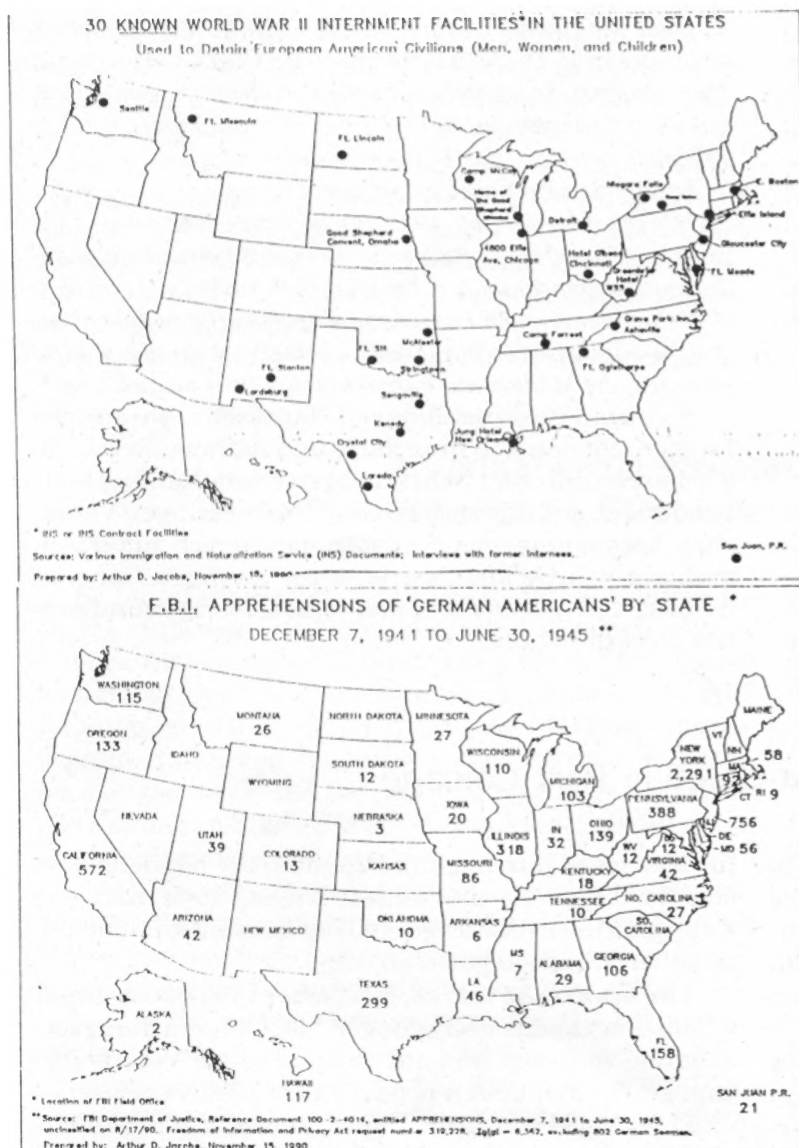 30 KNOWN WORLD WAR II INTERNMENT FACILITIES* IN THE UNITED STATES
Used to Detain European American Civilians (Men, Women, and Children)
Seattle
Ft. Missoula
Ft. Lincoln
Camp McCoy
Home of
the Good
Shepherd
Niagara Falls
E. Boston
Detroit
Ellis Island
Gloucester City
Good Shepherd
Convent, Omaha
4800 Ellis
Ave, Chicago
Hotel
Cincinnati
Hotel
Ft. Meade
Grove Park Inn
Asheville
Camp Forrest
Ft. Oglethorpe
McAlester
Ft. Sill
Stringtown
Ft. Stanton
Lordsburg
Kenedy
Crystal City
Laredo
Jung Hotel
New Orleans
San Juan, P.R.
* INS or INS Contract Facilities
Sources: Various Immigration and Naturalization Service (INS) Documents; Interviews with former Internees.
Prepared by: Arthur D. Jacobs, November
F.B.I. APPREHENSIONS OF 'GERMAN AMERICANS' BY STATE *
DECEMBER 7, 1941 TO JUNE 30, 1945 **
WASHINGTON
115
OREGON
133
IDAHO
MONTANA
26
NORTH DAKOTA
MINNESOTA
27
WISCONSIN
110
MICHIGAN
103
SOUTH DAKOTA
12
WYOMING
NEBRASKA
3
IOWA
20
NEVADA
UTAH
39
COLORADO
13
CALIFORNIA
572
KANSAS
MISSOURI
86
ILLINOIS
318
IN
32
OHIO
139
KENTUCKY
18
TENNESSEE
10
WV
12
VIRGINIA
42
PENNSYLVANIA
388
NEW YORK
2,291
VT
NH
MAINE
58
MA
CT
RI 9
756
DE
12
MD 56
NO. CAROLINA
27
SO.
CAROLINA
ARIZONA
42
NEW MEXICO
OKLAHOMA
10
ARKANSAS
6
TEXAS
299
LA
46
MS
7
ALABAMA
29
GEORGIA
106
FL
158
ALASKA
2
HAWAII
117
SAN JUAN P.R.
21
* Location of FBI Field Office
** Source: FBI Department of Justice, Reference Document 100-2-4014, entitled APPREHENSIONS, December 7, 1941 to June 30, 1945,
unclassified on Freedom of Information and Privacy Act request number excluding 802 German Seamen.
Prepared by: Arthur D. Jacobs, November 15, 1990